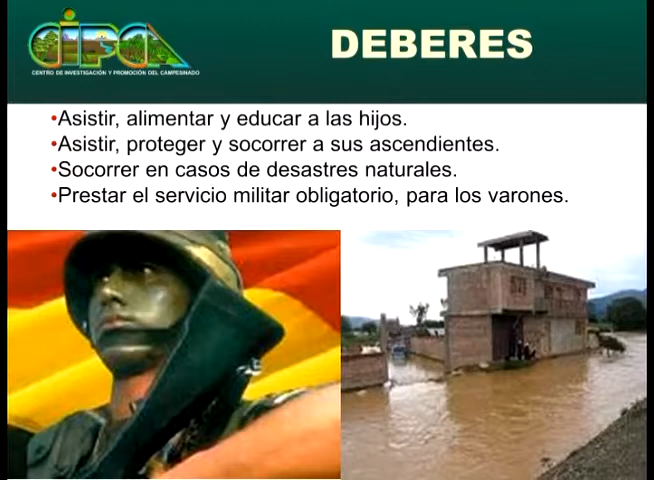 CIPCA
CENTRO DE INVESTIGACIÓN Y PROMOCIÓN DEL CAMPESINADO
DEBERES
•Asistir, alimentar y educar a las hijos.
•Asistir, proteger y socorrer a sus ascendientes.
•Socorrer en casos de desastres naturales.
•Prestar el servicio militar obligatorio, para los varones.